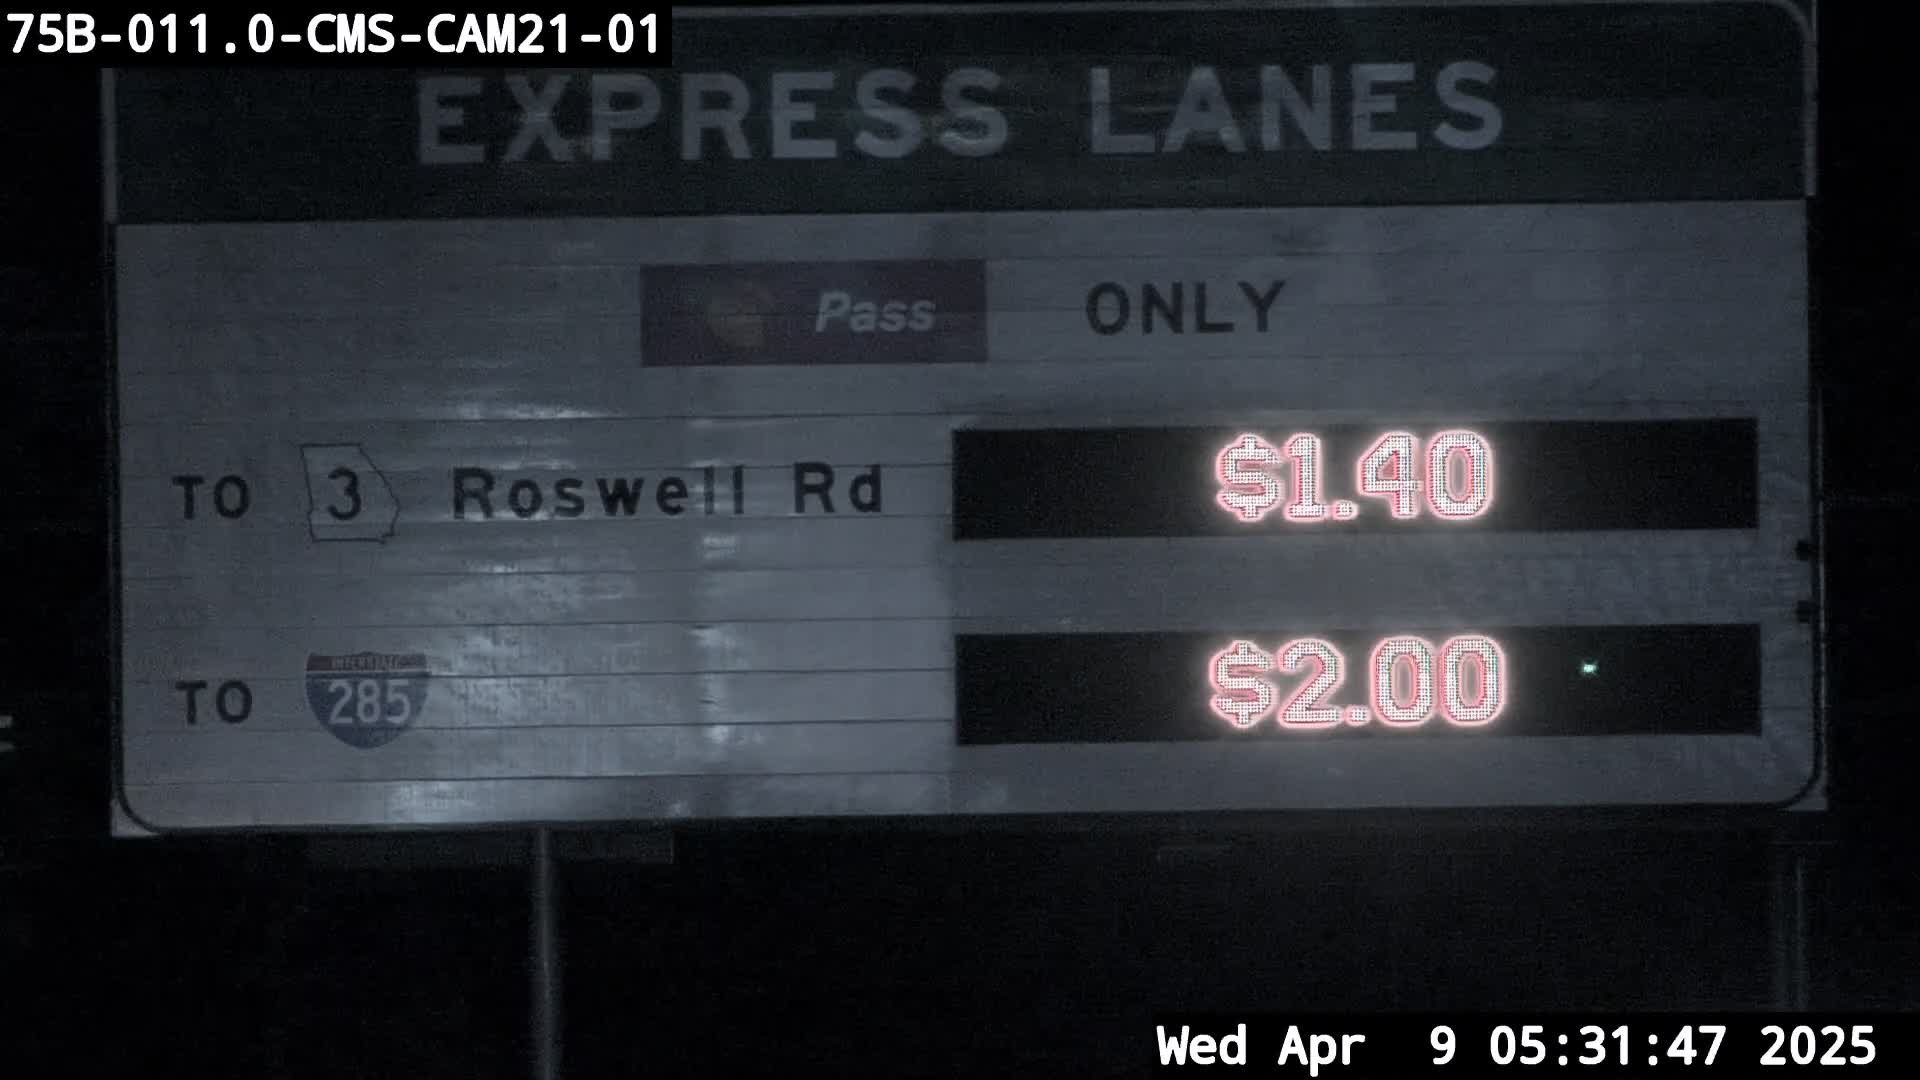 75B-011.0-CMS-CAM21-01
EXPRESS LANES
Pass ONLY
TO 3 Roswell Rd $1.40
INTERSTATE
TO 285 $2.00
Wed Apr 9 05:31:47 2025